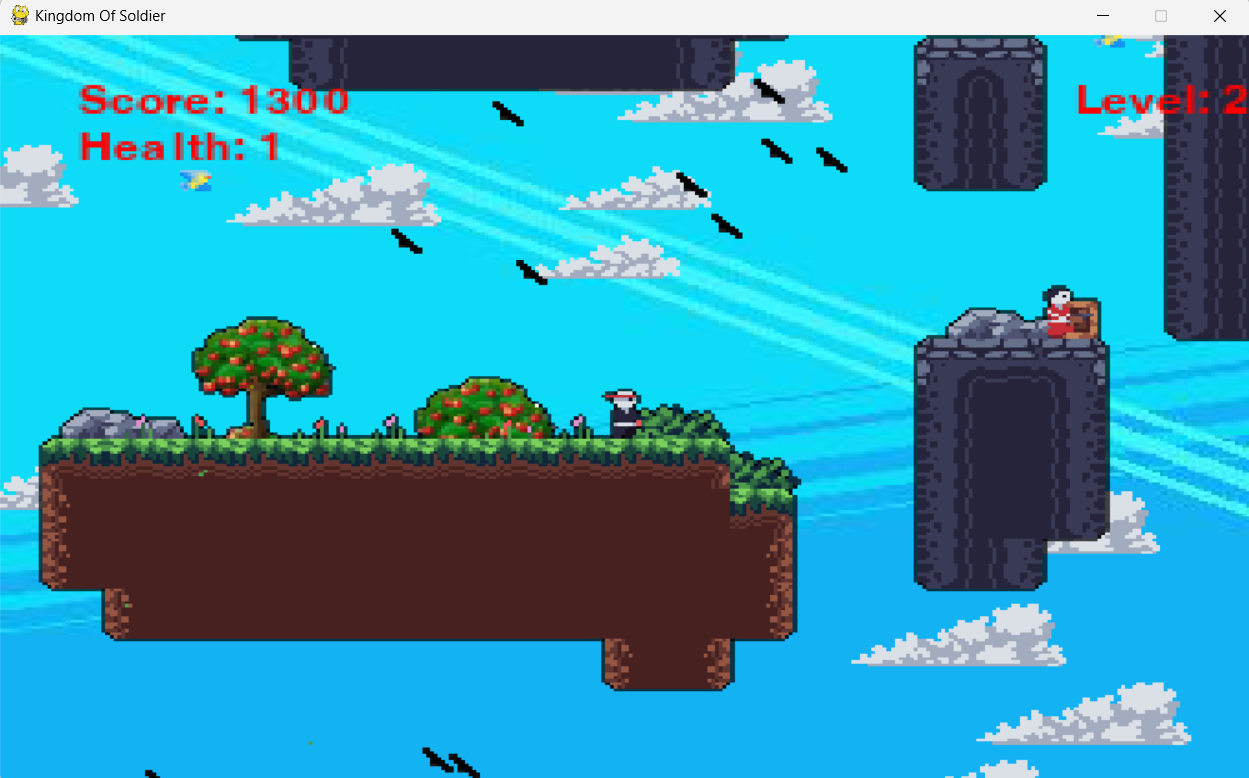 Kingdom Of Soldier
Score: 1300
Level: 2
Health: 1